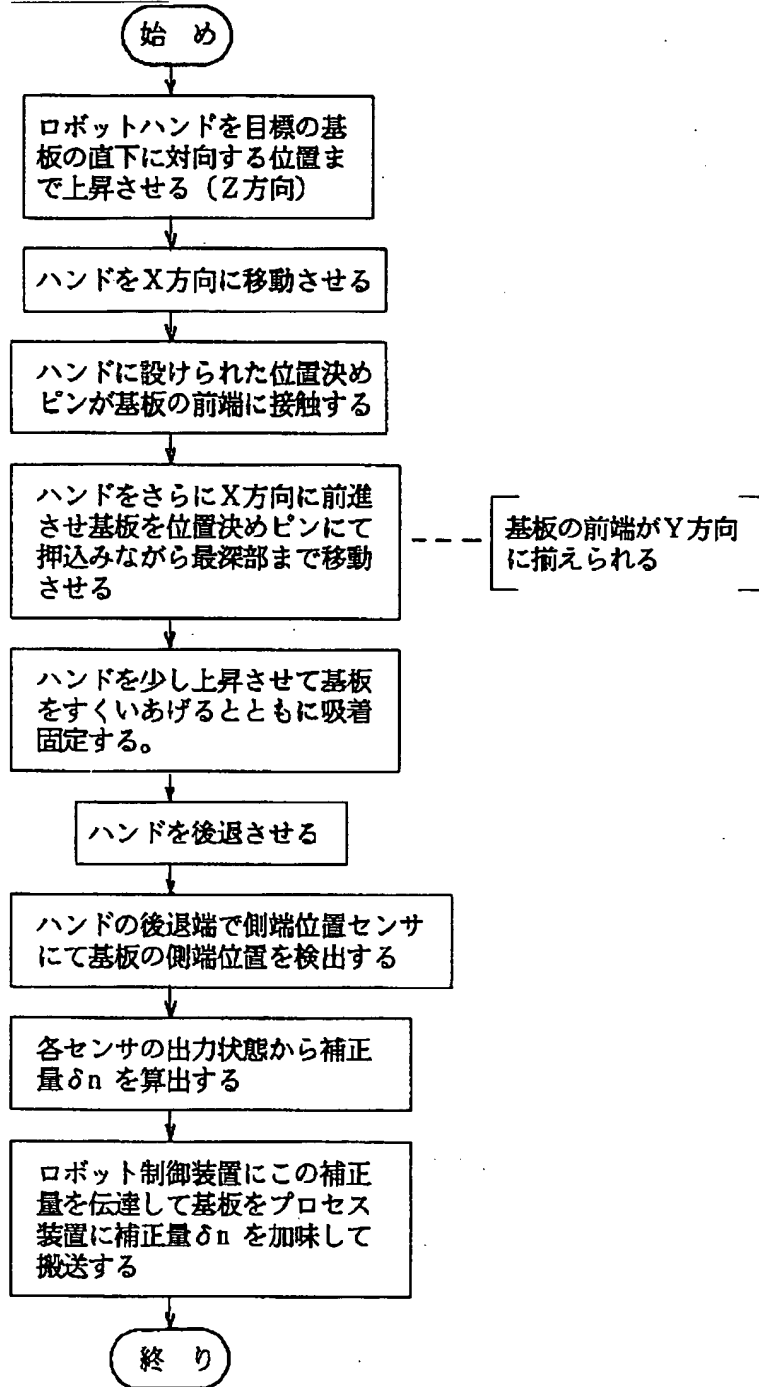 始 め
ロボットハンドを目標の基
板の直下に対向する位置ま
で上昇させる（Z方向）
ハンドをX方向に移動させる
ハンドに設けられた位置決め
ピンが基板の前端に接触する
ハンドをさらにX方向に前進
させ基板を位置決めピンにて
押込みながら最深部まで移動
させる
基板の前端がY方向
に揃えられる
ハンドを少し上昇させて基板
をすくいあげるとともに吸着
固定する。
ハンドを後退させる
ハンドの後退端で側端位置センサ
にて基板の側端位置を検出する
各センサの出力状態から補正
量δn を算出する
ロボット制御装置にこの補正
量を伝達して基板をプロセス
装置に補正量δn を加味して
搬送する
終 り